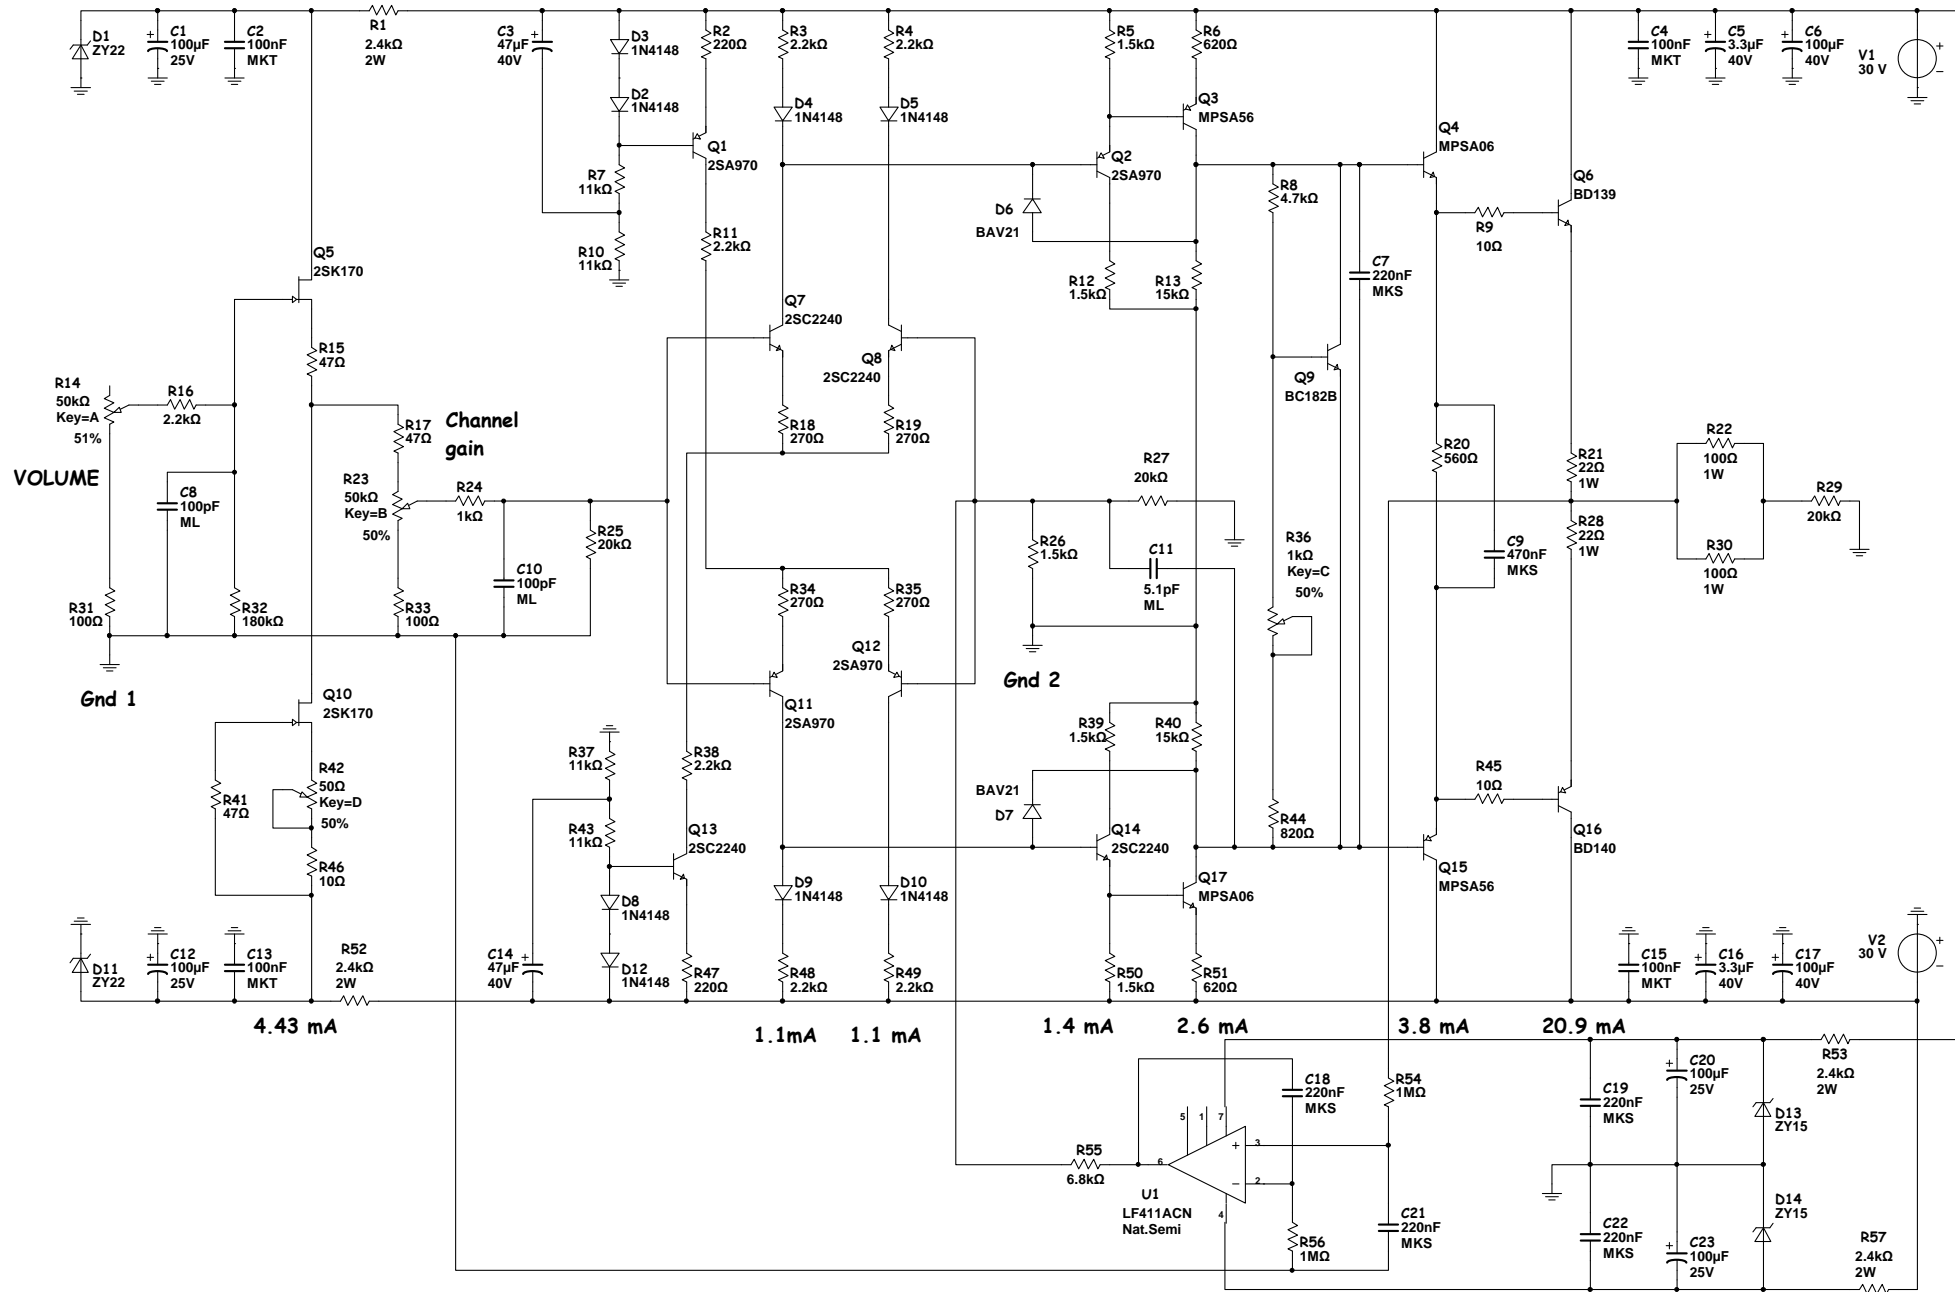 D1
ZY22
C1
100µF
25V
C2
100nF
MKT
R1
2.4kΩ
2W
C3
47µF
40V
D3
1N4148
D2
1N4148
R2
220Ω
R3
2.2kΩ
R4
2.2kΩ
D4
1N4148
D5
1N4148
R5
1.5kΩ
R6
620Ω
Q3
MPSA56
Q1
2SA970
Q2
2SA970
Q4
MPSA06
Q6
BD139
C4
100nF
MKT
C5
3.3µF
40V
C6
100µF
40V
V1
30 V
R7
11kΩ
R10
11kΩ
R11
2.2kΩ
D6
BAV21
R8
4.7kΩ
R9
10Ω
R12
1.5kΩ
R13
15kΩ
C7
220nF
MKS
Q5
2SK170
Q7
2SC2240
Q8
2SC2240
Q9
BC182B
R14
50kΩ
Key=A
51%
R16
2.2kΩ
R15
47Ω
R17
47Ω
Channel
gain
R18
270Ω
R19
270Ω
VOLUME
C8
100pF
ML
R23
50kΩ
Key=B
50%
R24
1kΩ
R25
20kΩ
C10
100pF
ML
R27
20kΩ
R26
1.5kΩ
C11
5.1pF
ML
R36
1kΩ
Key=C
50%
R20
560Ω
C9
470nF
MKS
R21
22Ω
1W
R28
22Ω
1W
R22
100Ω
1W
R30
100Ω
1W
R29
20kΩ
R31
100Ω
R32
180kΩ
R33
100Ω
R34
270Ω
R35
270Ω
Q12
2SA970
Q11
2SA970
Gnd 1
Gnd 2
Q10
2SK170
R41
47Ω
R42
50Ω
Key=D
50%
R46
10Ω
R37
11kΩ
R43
11kΩ
R38
2.2kΩ
Q13
2SC2240
R39
1.5kΩ
R40
15kΩ
BAV21
D7
Q14
2SC2240
Q17
MPSA06
R44
820Ω
R45
10Ω
Q15
MPSA56
Q16
BD140
D11
ZY22
C12
100µF
25V
C13
100nF
MKT
R52
2.4kΩ
2W
C14
47µF
40V
D8
1N4148
D12
1N4148
R47
220Ω
D9
1N4148
D10
1N4148
R48
2.2kΩ
R49
2.2kΩ
R50
1.5kΩ
R51
620Ω
C15
100nF
MKT
C16
3.3µF
40V
C17
100µF
40V
V2
30 V
4.43 mA
1.1mA
1.1 mA
1.4 mA
2.6 mA
3.8 mA
20.9 mA
R55
6.8kΩ
U1
LF411ACN
Nat.Semi
5
1
7
3
6
2
4
C18
220nF
MKS
R54
1MΩ
R56
1MΩ
C21
220nF
MKS
C19
220nF
MKS
C20
100µF
25V
R53
2.4kΩ
2W
D13
ZY15
D14
ZY15
C22
220nF
MKS
C23
100µF
25V
R57
2.4kΩ
2W